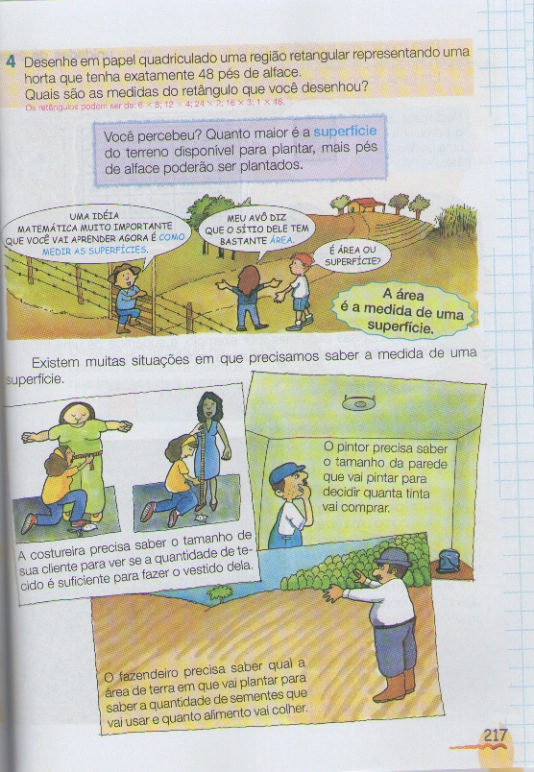 4 Desenhe em papel quadriculado uma região retangular representando uma
horta que tenha exatamente 48 pés de alface.
Quais são as medidas do retângulo que você desenhou?
Os retângulos podem ser de: 6 × 8; 12 × 4; 24 × 2; 16 × 3; 1 × 48.
Você percebeu? Quanto maior é a superfície
do terreno disponível para plantar, mais pés
de alface poderão ser plantados.
UMA IDÉIA
MATEMÁTICA MUITO IMPORTANTE
QUE VOCÊ VAI APRENDER AGORA É COMO
MEDIR AS SUPERFÍCIES.
MEU AVÔ DIZ
QUE O SÍTIO DELE TEM
BASTANTE ÁREA.
É ÁREA OU
SUPERFÍCIE?
A área
é a medida de uma
superfície.
Existem muitas situações em que precisamos saber a medida de uma
superfície.
A costureira precisa saber o tamanho de
sua cliente para ver se a quantidade de te-
cido é suficiente para fazer o vestido dela.
O pintor precisa saber
o tamanho da parede
que vai pintar para
decidir quanta tinta
vai comprar.
O fazendeiro precisa saber qual a
área de terra em que vai plantar para
saber a quantidade de sementes que
vai usar e quanto alimento vai colher.
217